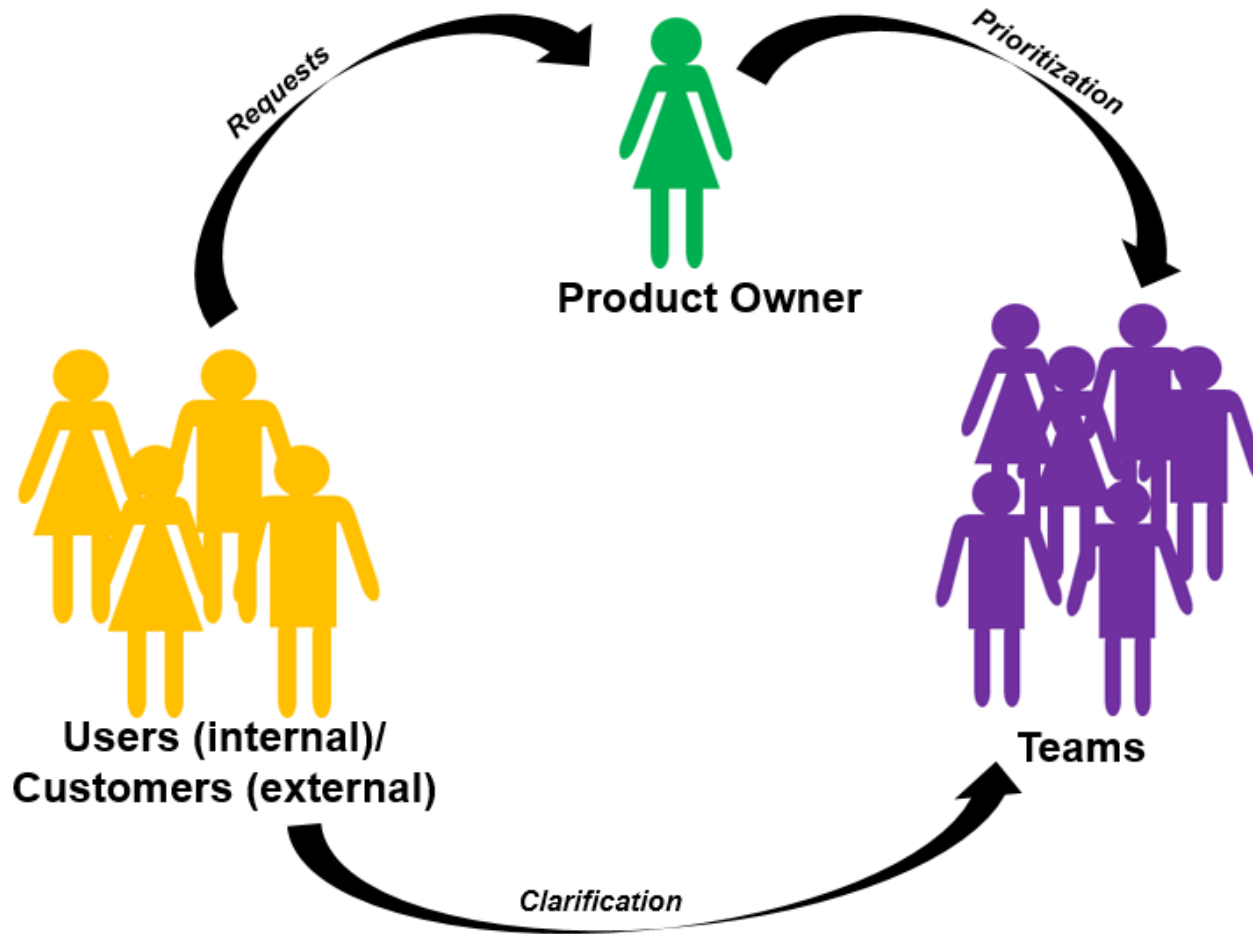 Requests
Prioritization
Product Owner
Users (internal)/
Customers (external)
Teams
Clarification